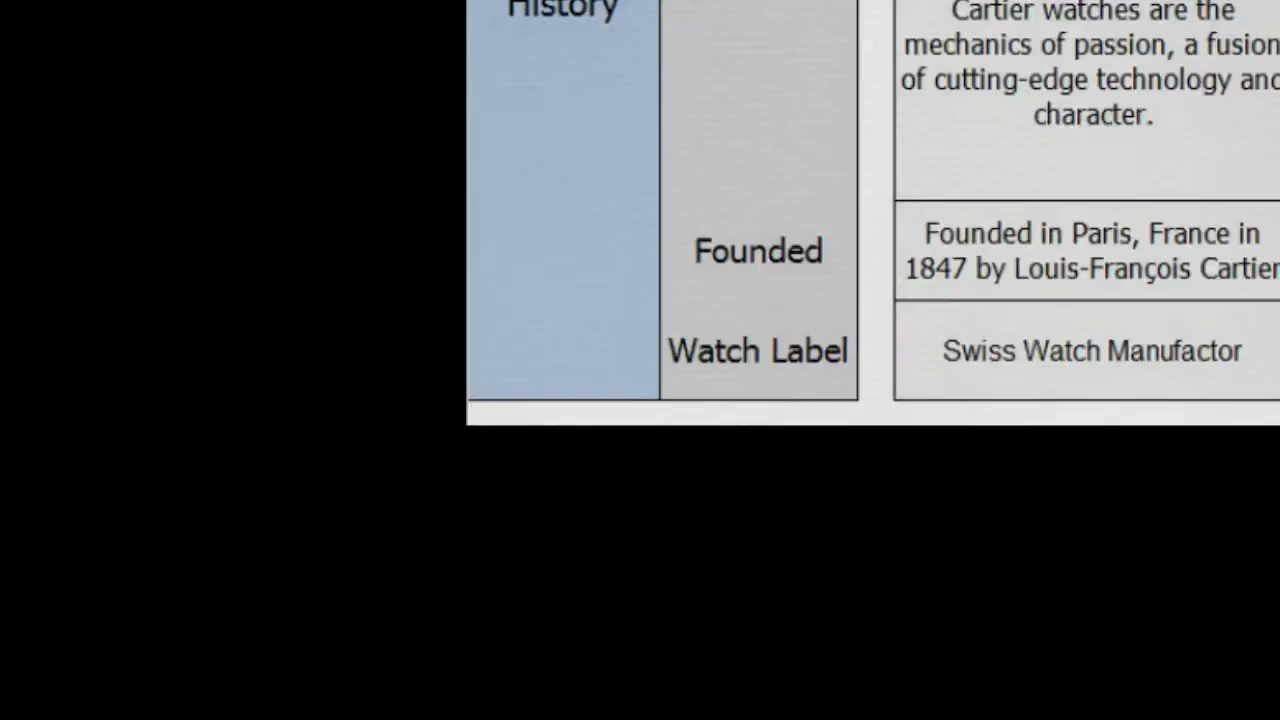 History
Cartier watches are the
mechanics of passion, a fusion
of cutting-edge technology and
character.
Founded
Founded in Paris, France in
1847 by Louis-François Cartier
Watch Label
Swiss Watch Manufactor